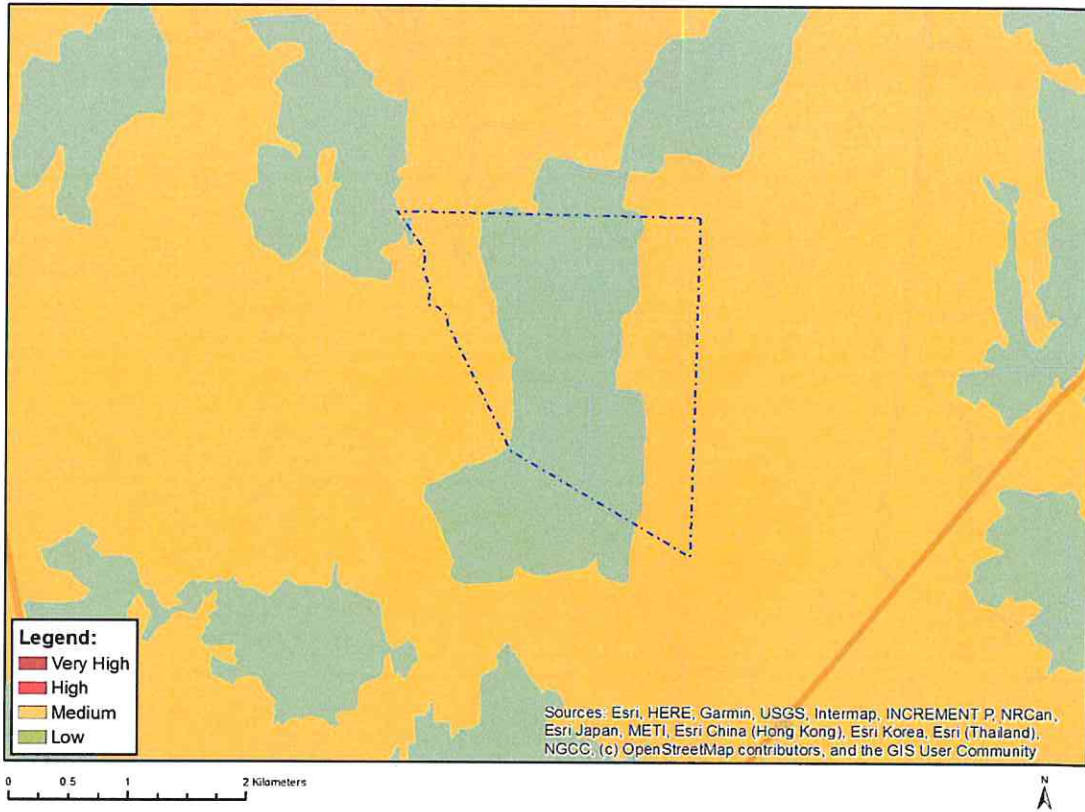 Legend:
Very High
High
Medium
Low
Sources: Esri, HERE, Garmin, USGS, Intermap, INCREMENT P, NRCan,
Esri Japan, METI, Esri China (Hong Kong), Esri Korea, Esri (Thailand),
NGCC, (c) OpenStreetMap contributors, and the GIS User Community
0 0.5 1 2 Kilometers
N